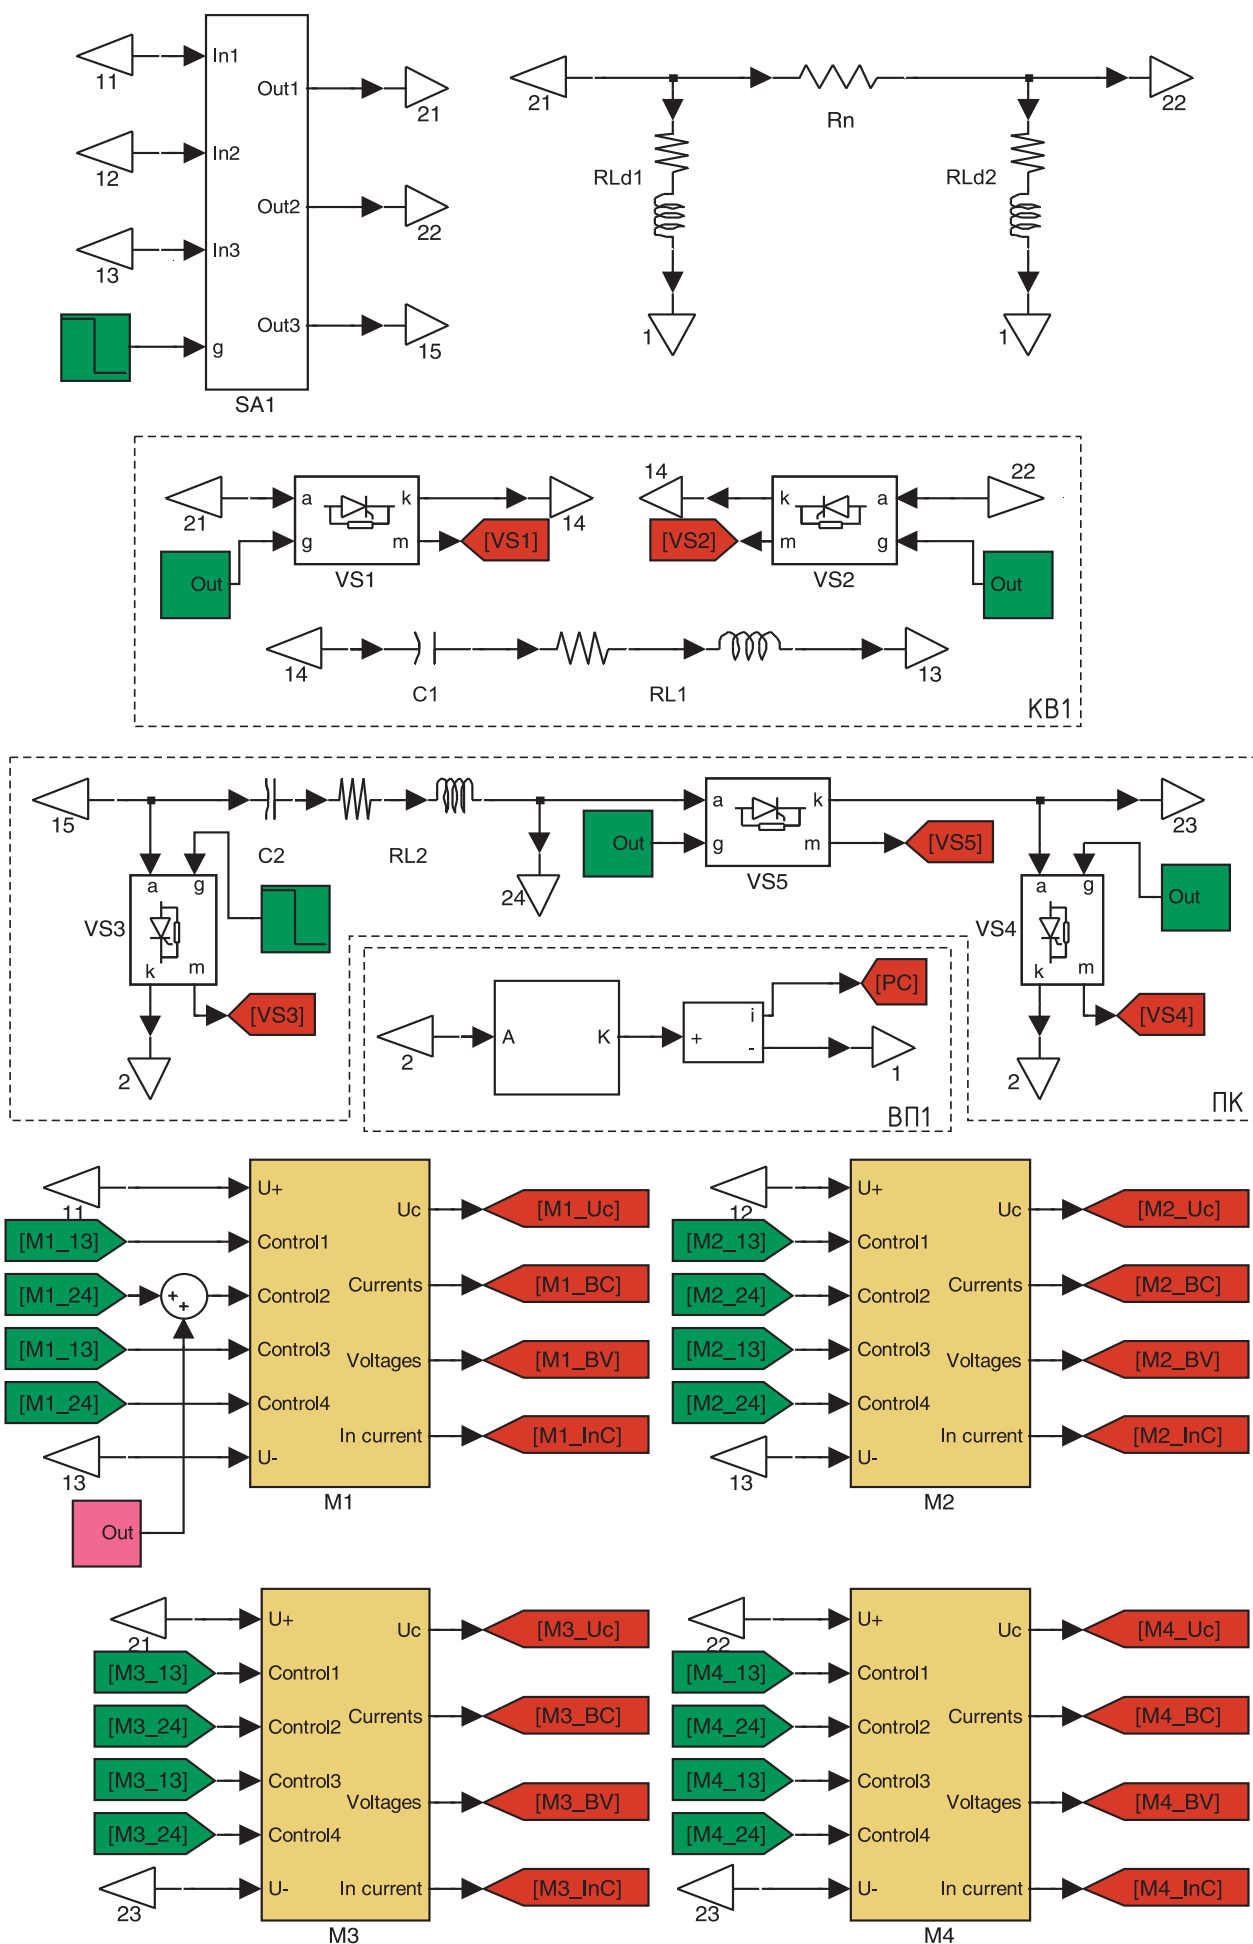 In1
11
Out1
21
In2
12
Out2
22
In3
13
Out3
15
g
SA1
21
Rn
22
RLd1
RLd2
1
1
21
a
k
14
g
m
[VS1]
Out
VS1
14
k
a
22
[VS2]
m
g
VS2
Out
14
C1
RL1
13
КВ1
15
C2
RL2
24
a
k
23
Out
g
m
[VS5]
VS5
a
g
VS3
k
m
[VS3]
2
a
g
Out
VS4
k
m
[VS4]
2
ПК
2
A
K
+
i
-
[PC]
1
ВП1
11
U+
Uc
[M1_Uc]
[M1_13]
Control1
Currents
[M1_BC]
[M1_24]
+
+
Control2
[M1_13]
Control3
Voltages
[M1_BV]
[M1_24]
Control4
In current
[M1_InC]
13
U-
M1
Out
12
U+
Uc
[M2_Uc]
[M2_13]
Control1
Currents
[M2_BC]
[M2_24]
Control2
[M2_13]
Control3
Voltages
[M2_BV]
[M2_24]
Control4
In current
[M2_InC]
13
U-
M2
21
U+
Uc
[M3_Uc]
[M3_13]
Control1
Currents
[M3_BC]
[M3_24]
Control2
[M3_13]
Control3
Voltages
[M3_BV]
[M3_24]
Control4
In current
[M3_InC]
23
U-
M3
22
U+
Uc
[M4_Uc]
[M4_13]
Control1
Currents
[M4_BC]
[M4_24]
Control2
[M4_13]
Control3
Voltages
[M4_BV]
[M4_24]
Control4
In current
[M4_InC]
23
U-
M4